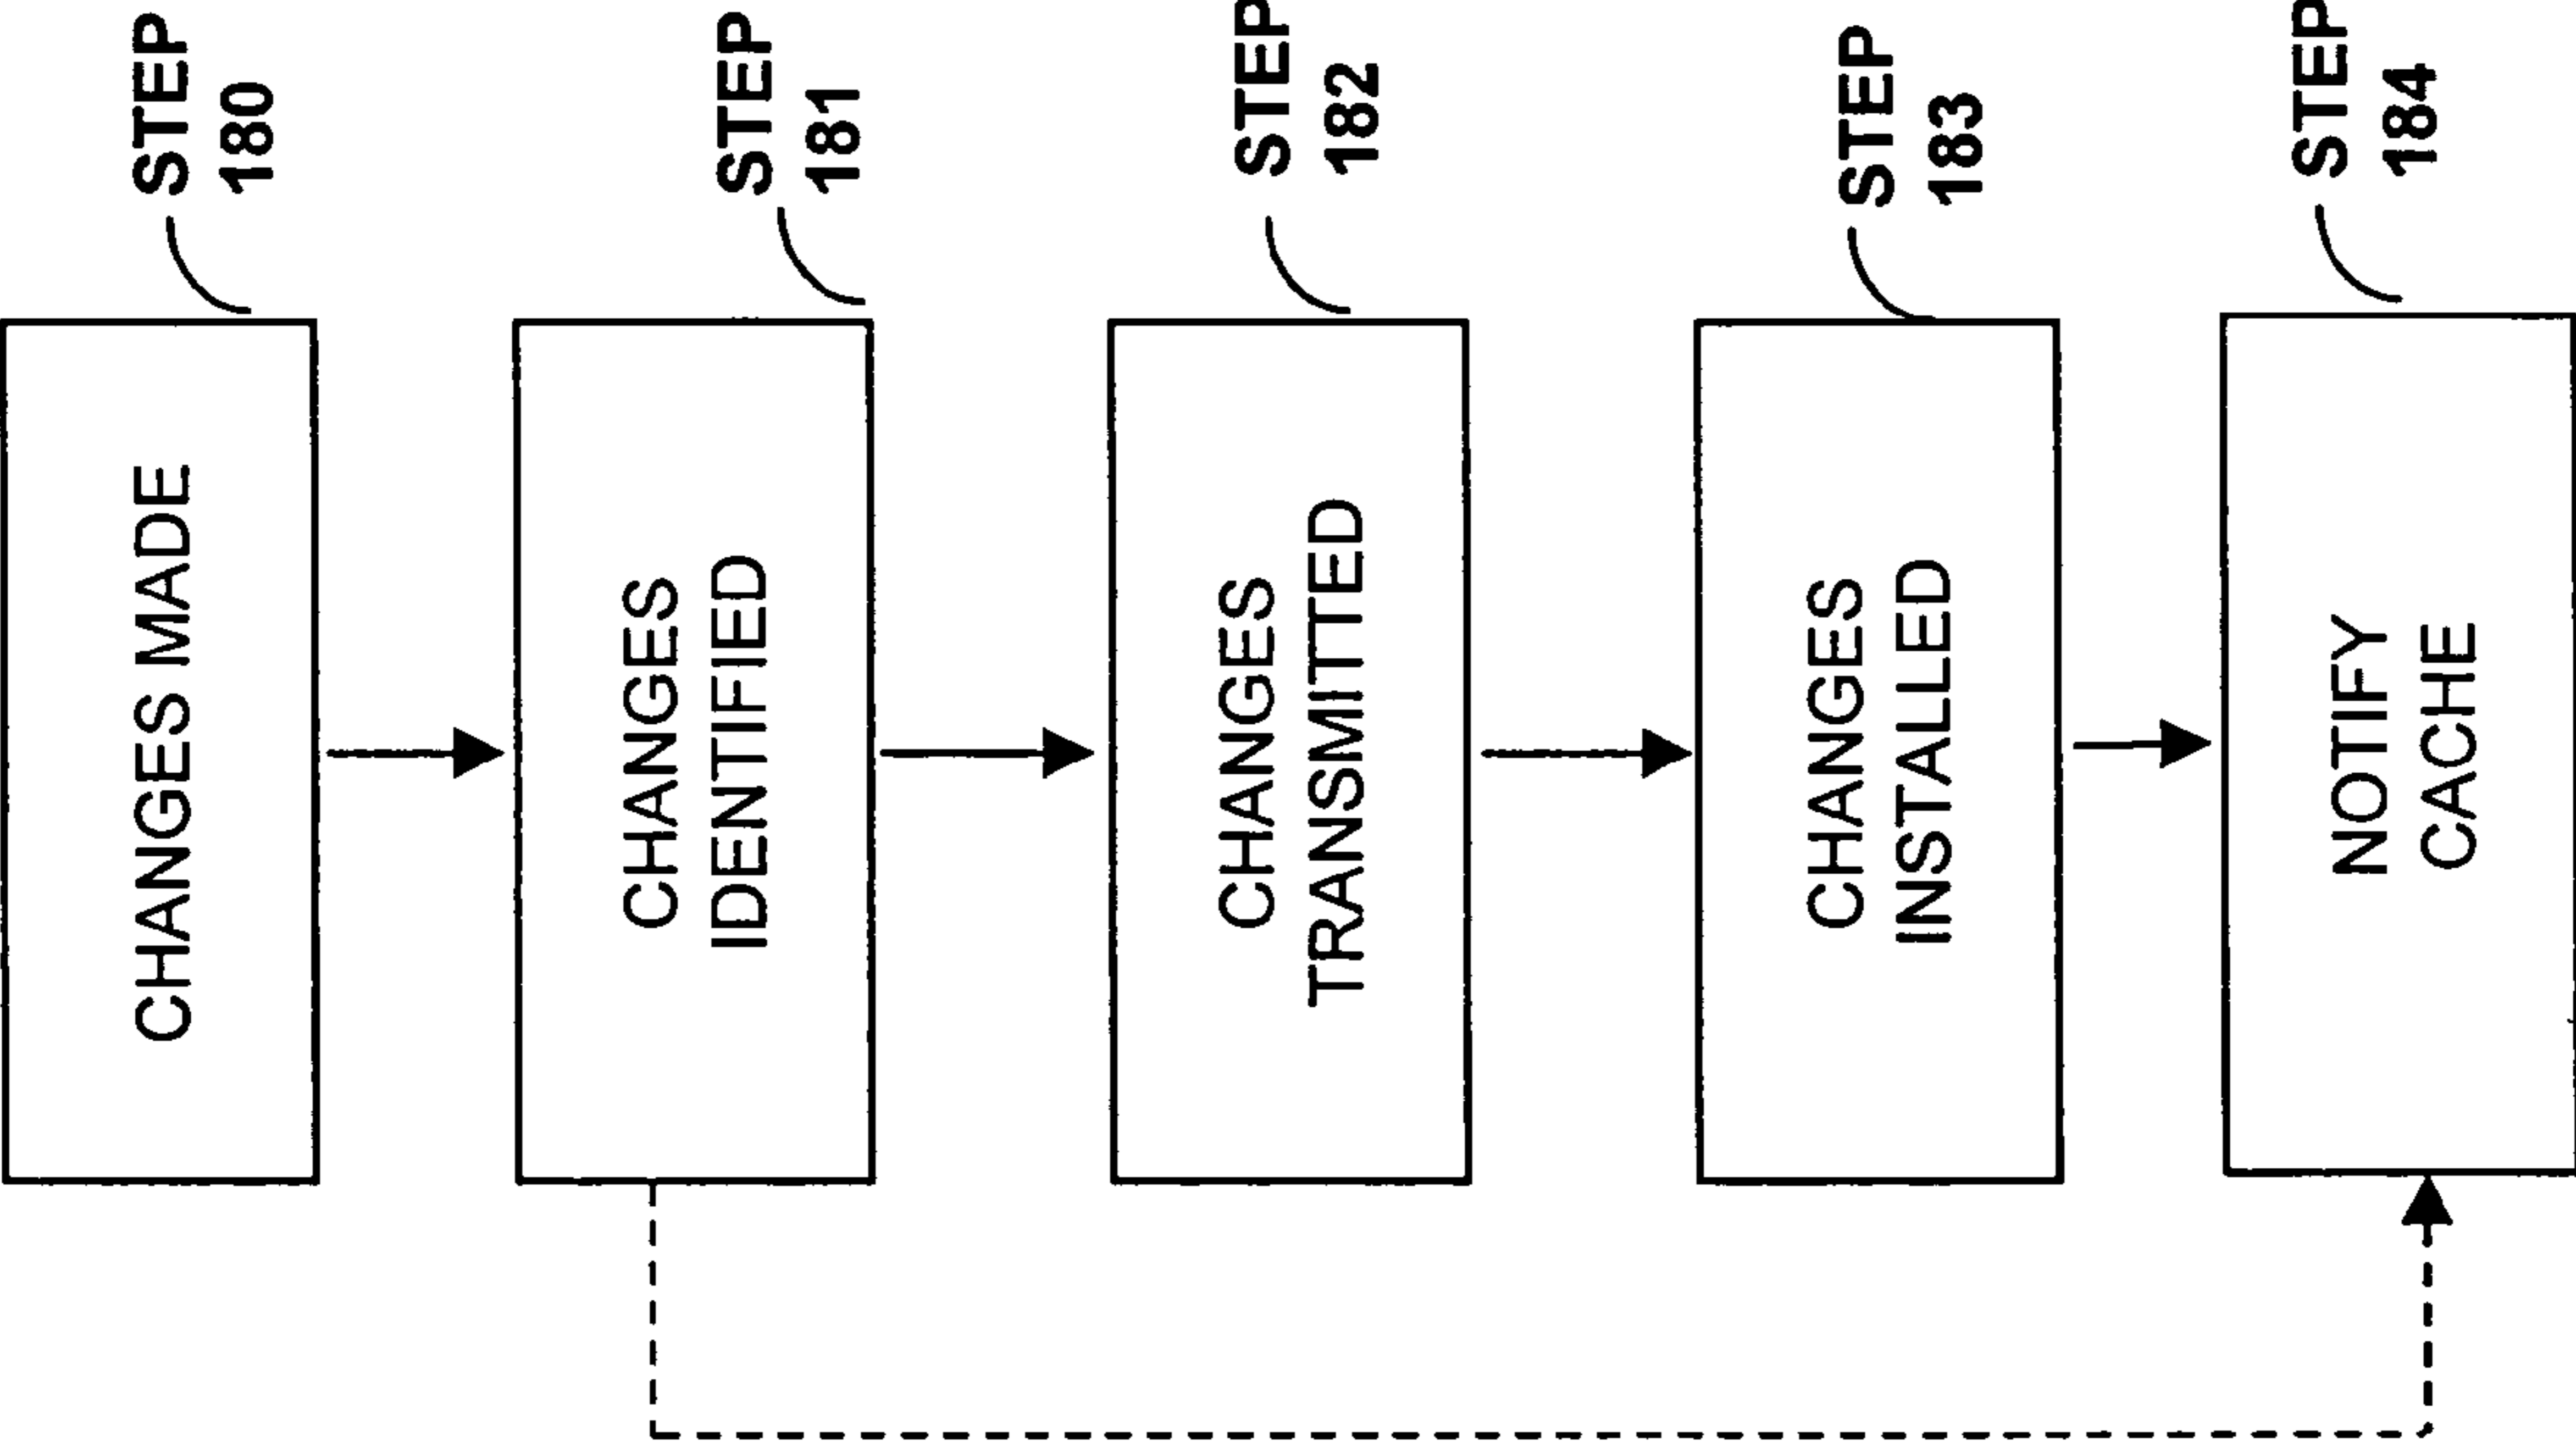 CHANGES MADE
STEP
180
CHANGES
IDENTIFIED
STEP
181
CHANGES
TRANSMITTED
STEP
182
CHANGES
INSTALLED
STEP
183
NOTIFY
CACHE
STEP
184